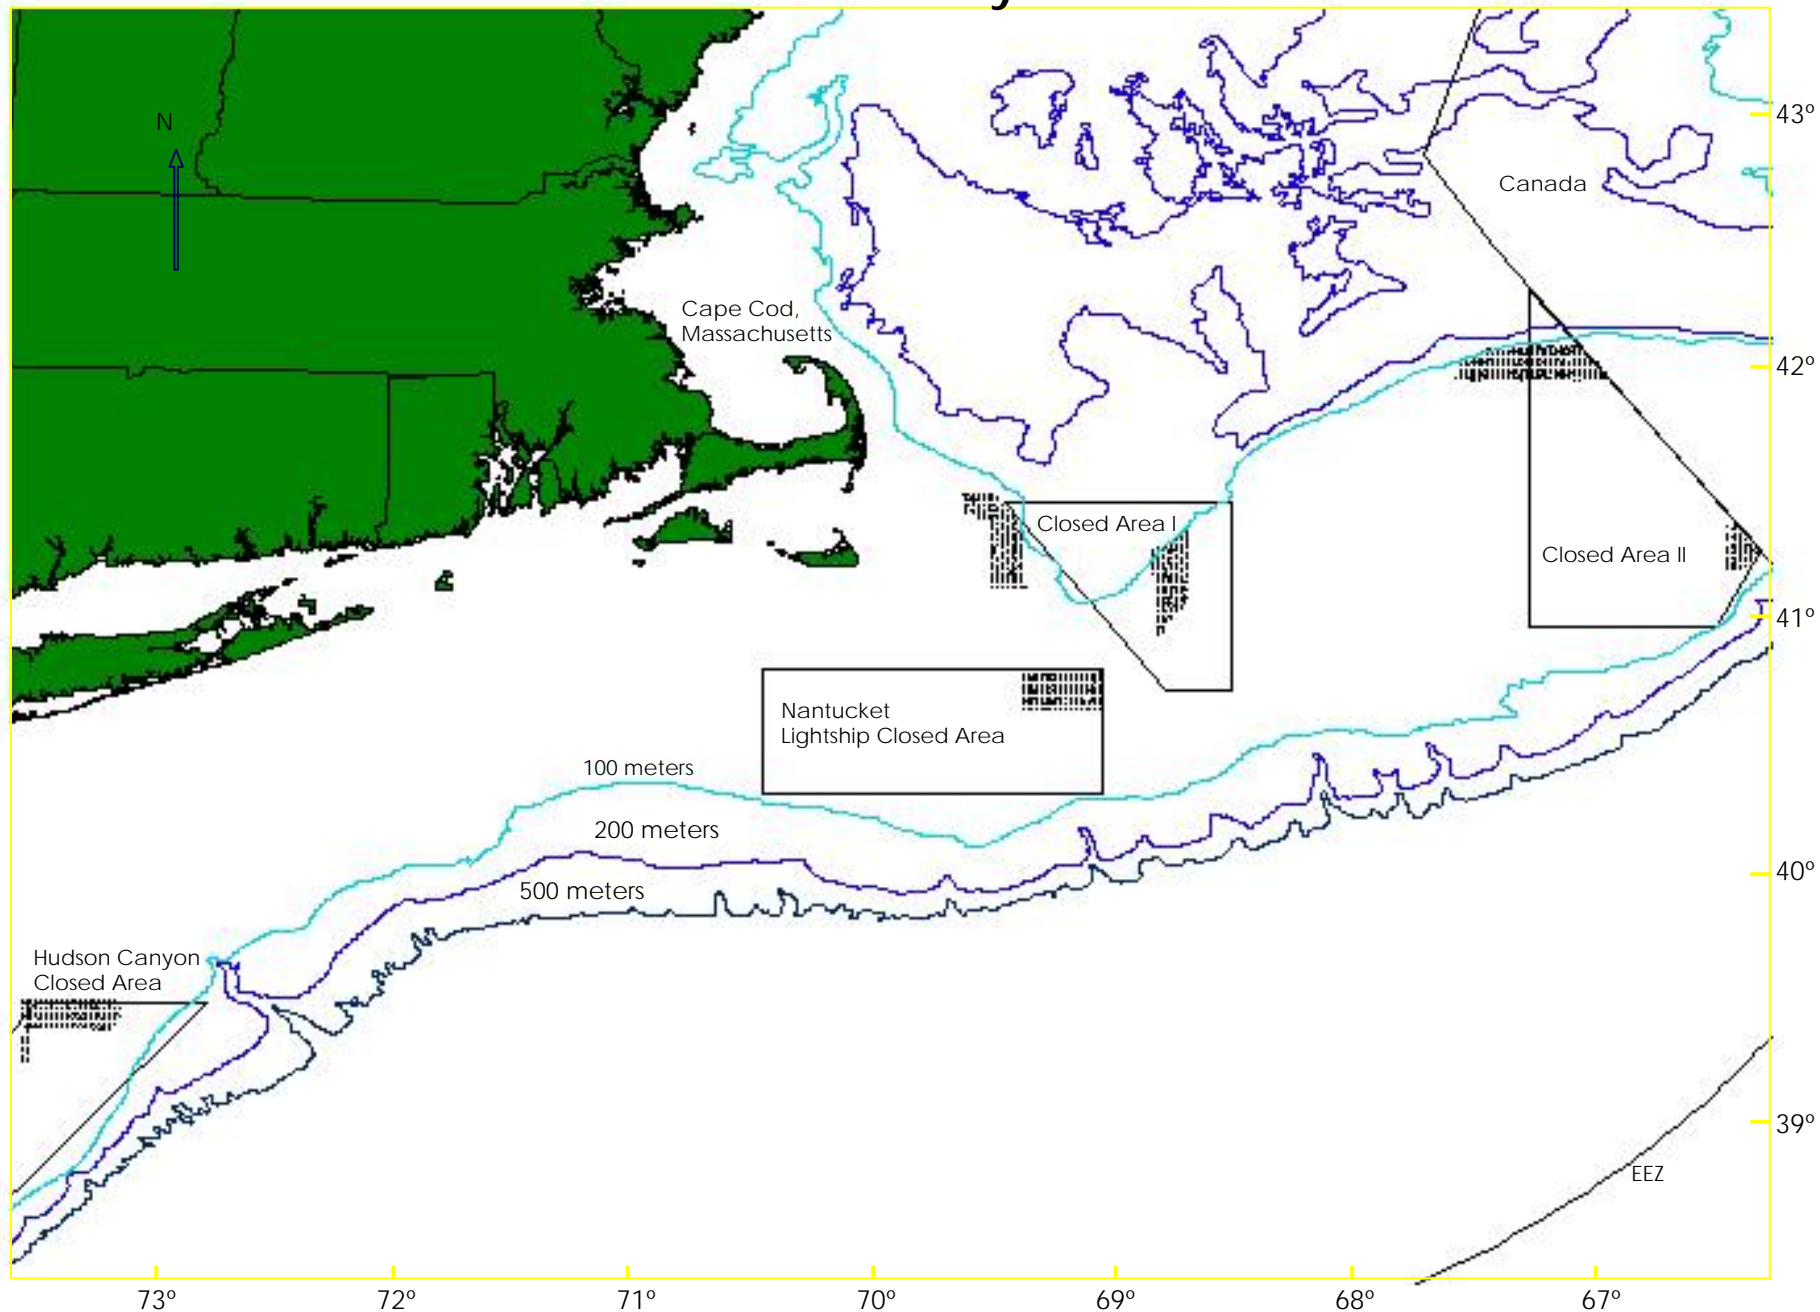 N
43°
Canada
Cape Cod,
Massachusetts
42°
Closed Area I
Closed Area II
41°
Nantucket
Lightship Closed Area
100 meters
200 meters
500 meters
40°
Hudson Canyon
Closed Area
39°
EEZ
73°
72°
71°
70°
69°
68°
67°